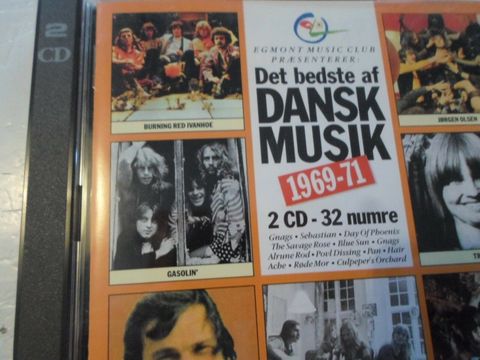 2
CD
EGMONT MUSIC CLUB
PRÆSENTERER:
Det bedste af
DANSK
MUSIK
1969-71
2 CD - 32 numre
Gnags • Sebastian • Day Of Phoenix
The Savage Rose • Blue Sun • Gnags
Alrune Rod • Povl Dissing • Pan • Hair
Ache • Røde Mor • Culpeper's Orchard
BURNING RED IVANHOE
JØRGEN OLSEN
GASOLIN'